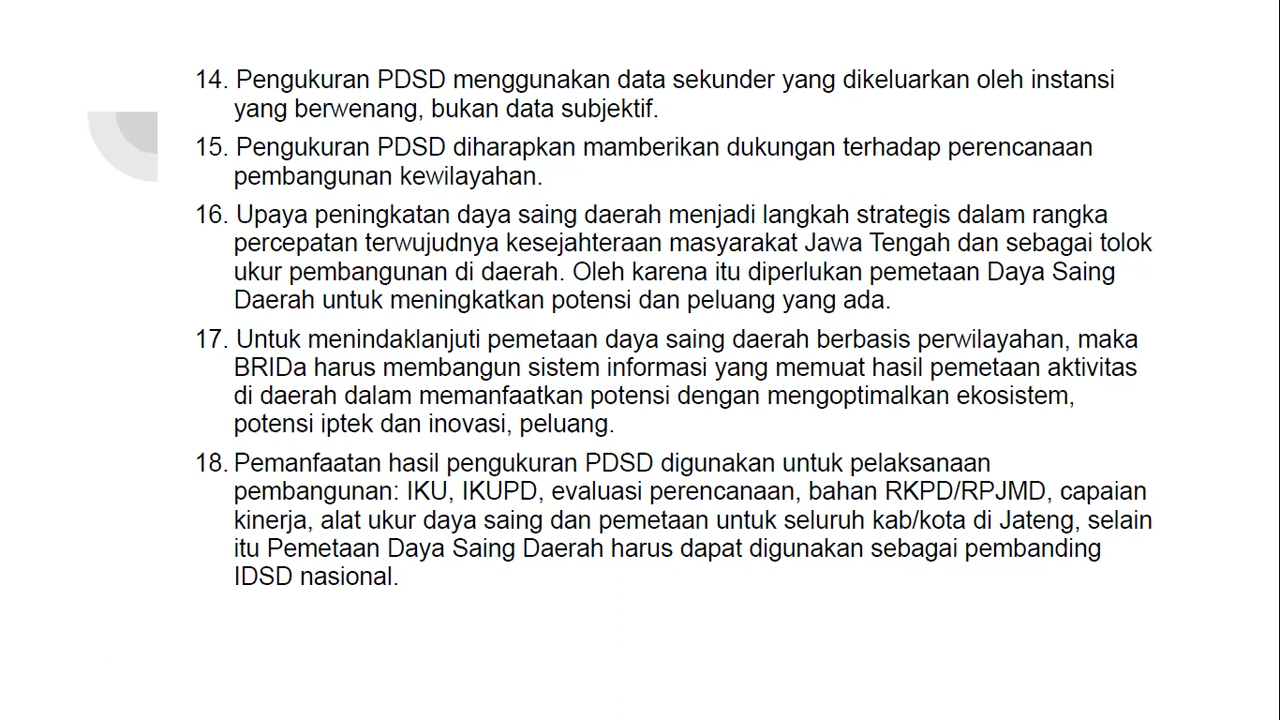 14. Pengukuran PDSD menggunakan data sekunder yang dikeluarkan oleh instansi
yang berwenang, bukan data subjektif.
15. Pengukuran PDSD diharapkan mamberikan dukungan terhadap perencanaan
pembangunan kewilayahan.
16. Upaya peningkatan daya saing daerah menjadi langkah strategis dalam rangka
percepatan terwujudnya kesejahteraan masyarakat Jawa Tengah dan sebagai tolok
ukur pembangunan di daerah. Oleh karena itu diperlukan pemetaan Daya Saing
Daerah untuk meningkatkan potensi dan peluang yang ada.
17. Untuk menindaklanjuti pemetaan daya saing daerah berbasis perwilayahan, maka
BRIDa harus membangun sistem informasi yang memuat hasil pemetaan aktivitas
di daerah dalam memanfaatkan potensi dengan mengoptimalkan ekosistem,
potensi iptek dan inovasi, peluang.
18. Pemanfaatan hasil pengukuran PDSD digunakan untuk pelaksanaan
pembangunan: IKU, IKUPD, evaluasi perencanaan, bahan RKPD/RPJMD, capaian
kinerja, alat ukur daya saing dan pemetaan untuk seluruh kab/kota di Jateng, selain
itu Pemetaan Daya Saing Daerah harus dapat digunakan sebagai pembanding
IDSD nasional.